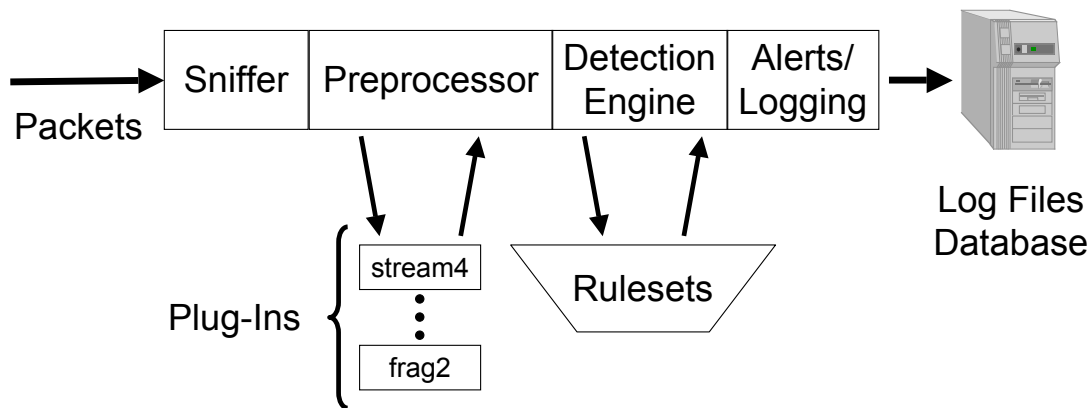 Packets
Sniffer
Preprocessor
Detection
Engine
Alerts/
Logging
Log Files
Database
Plug-Ins
stream4
frag2
Rulesets